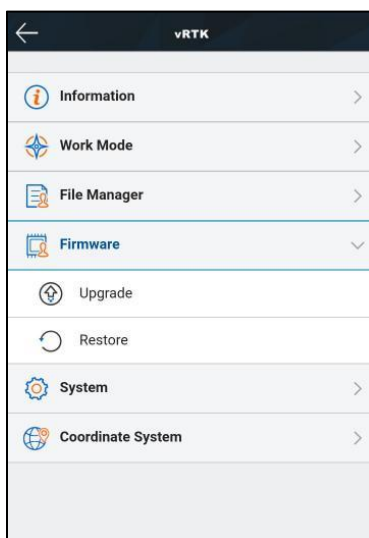 vRTK
Information
Work Mode
File Manager
Firmware
Upgrade
Restore
System
Coordinate System